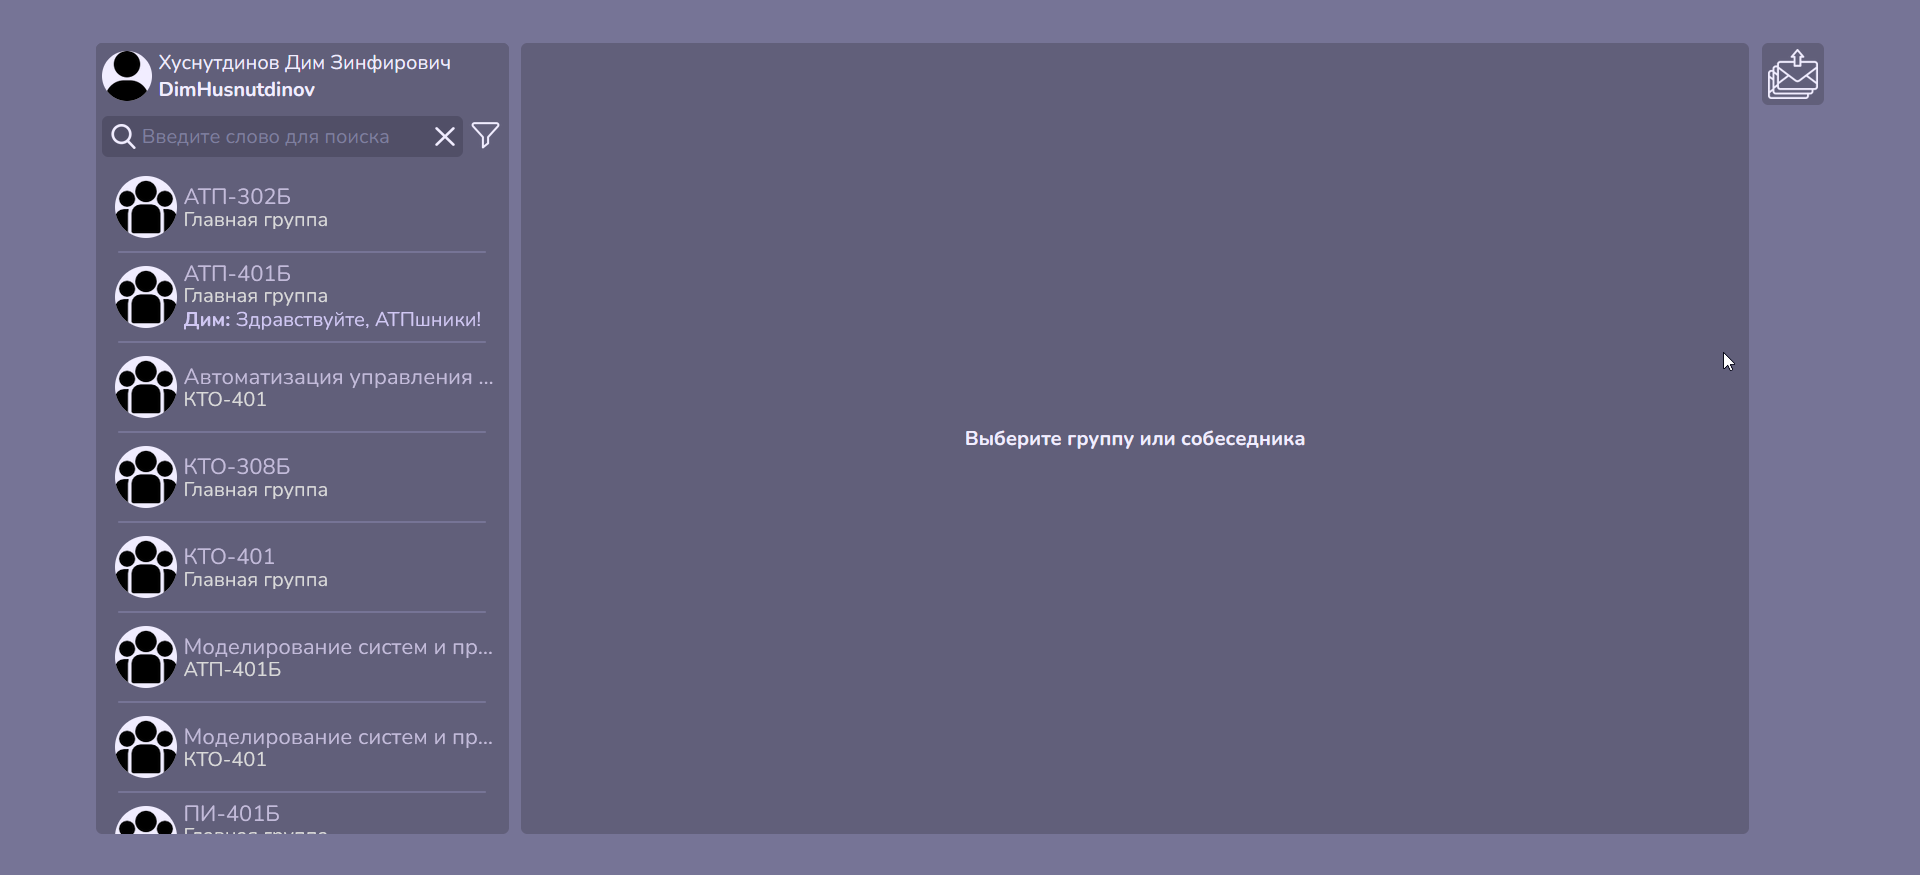 Хуснутдинов Дим Зинфирович
DimHusnutdinov
Введите слово для поиска
АТП-302Б
Главная группа
АТП-401Б
Главная группа
Дим: Здравствуйте, АТПшники!
Автоматизация управления ...
КТО-401
КТО-308Б
Главная группа
КТО-401
Главная группа
Моделирование систем и пр...
АТП-401Б
Моделирование систем и пр...
КТО-401
ПИ-401Б
Главная группа
Выберите группу или собеседника